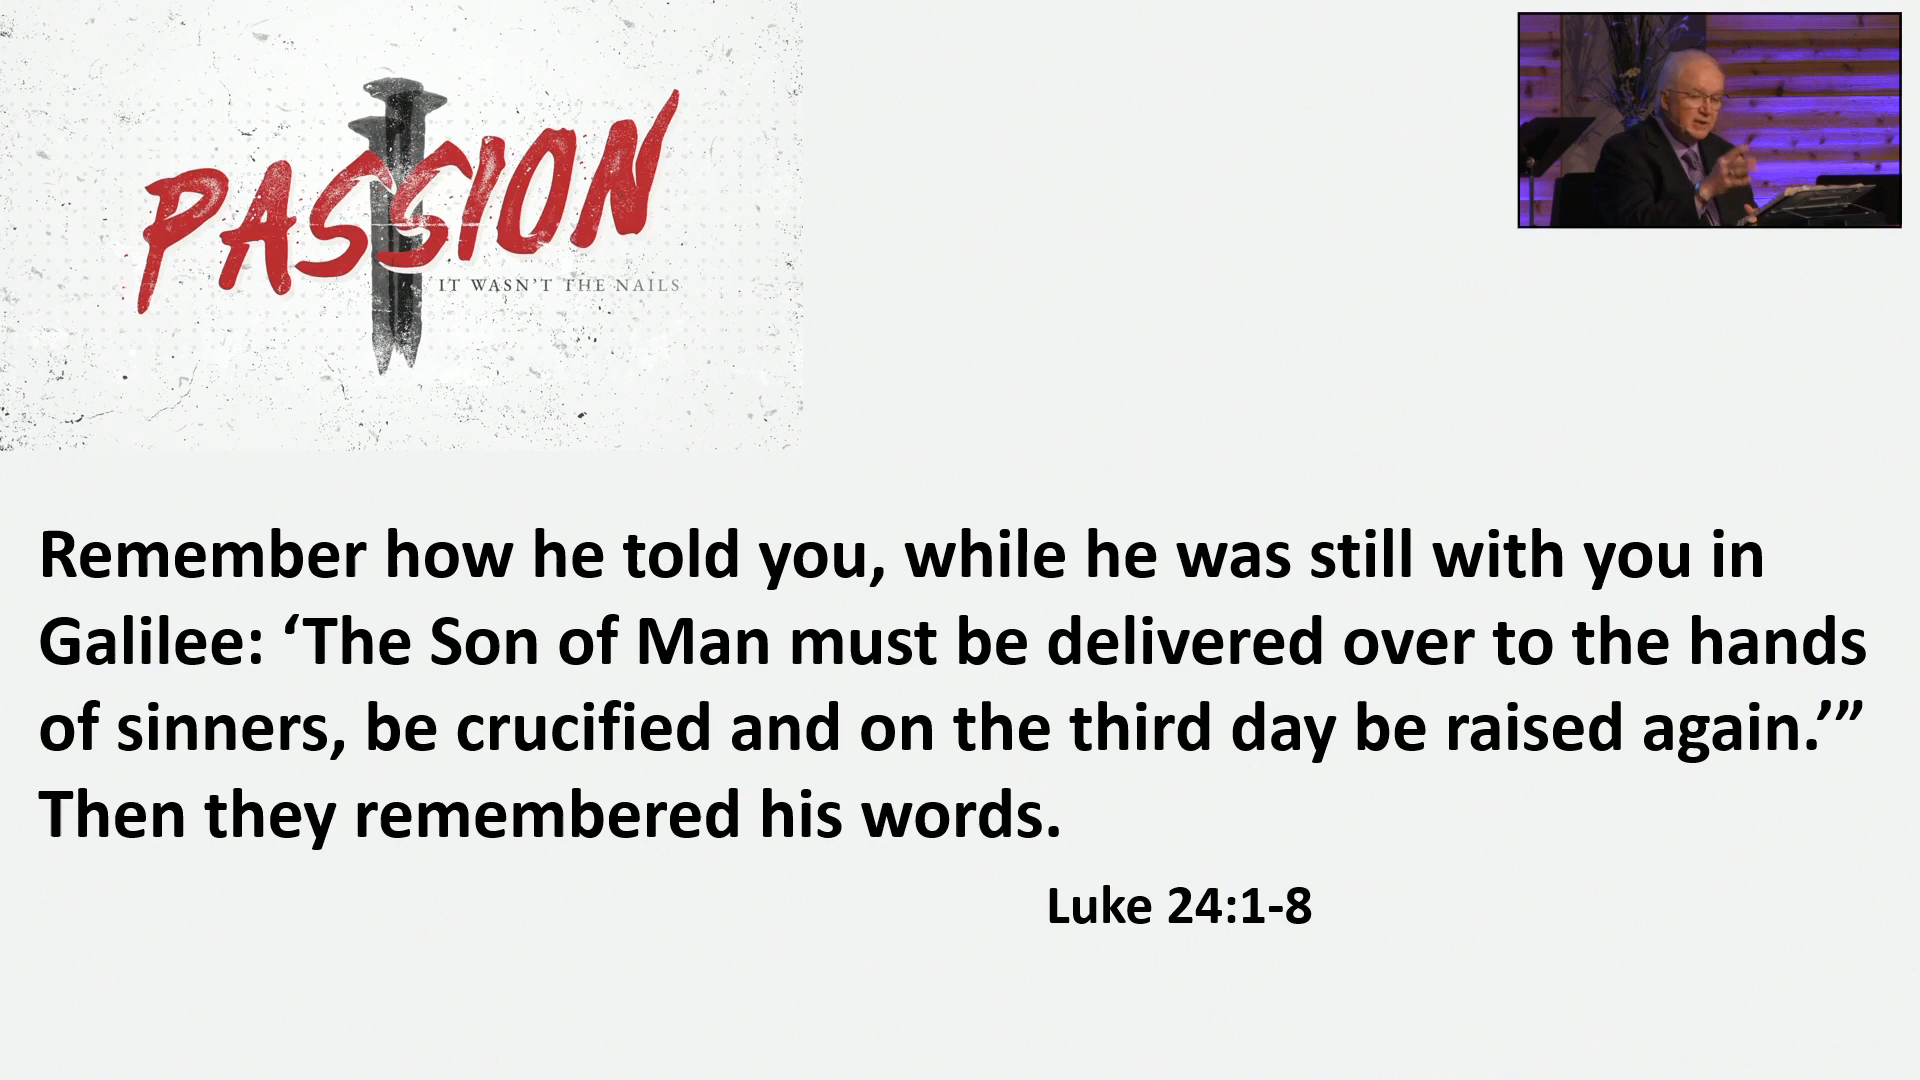 PASSION
IT WASN'T THE NAILS
Remember how he told you, while he was still with you in
Galilee: ‘The Son of Man must be delivered over to the hands
of sinners, be crucified and on the third day be raised again.’”
Then they remembered his words.
Luke 24:1-8